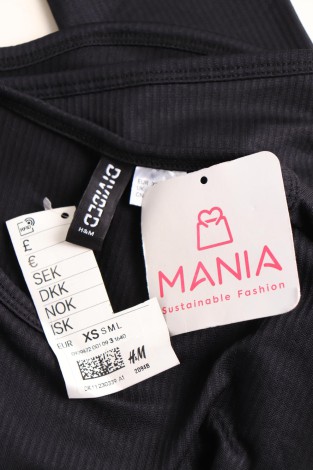 DIVIDED
H&M
MANIA
Sustainable Fashion
£
€
SEK
DKK
NOK
ISK
EUR XS S M L
H&M